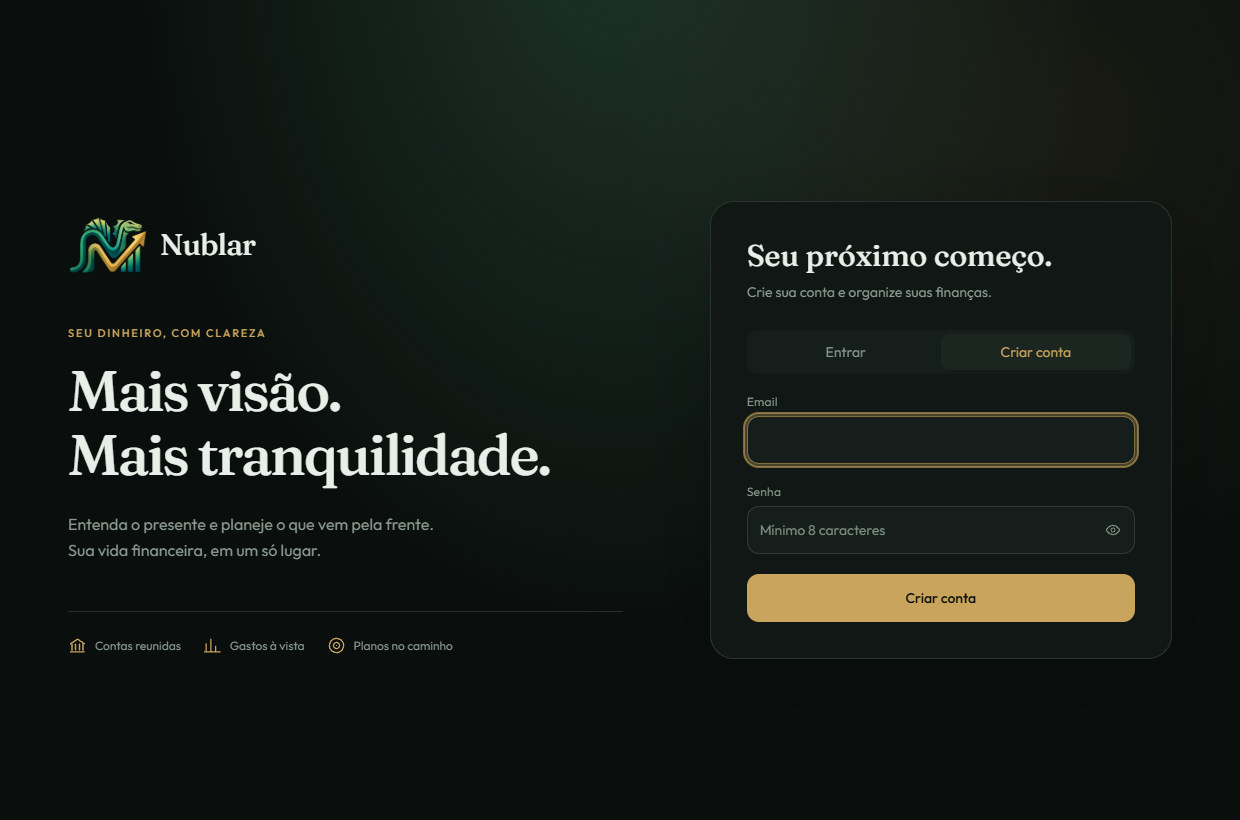 Nublar
SEU DINHEIRO, COM CLAREZA
Mais visão.
Mais tranquilidade.
Entenda o presente e planeje o que vem pela frente.
Sua vida financeira, em um só lugar.
Contas reunidas
Gastos à vista
Planos no caminho
Seu próximo começo.
Crie sua conta e organize suas finanças.
Entrar
Criar conta
Email
Senha
Mínimo 8 caracteres
Criar conta